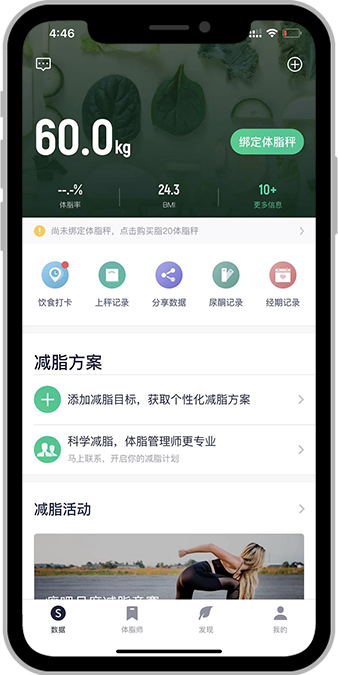 4:46
60.0kg
绑定体脂秤
--.-% 24.3 10+
体脂率 BMI 更多信息
尚未绑定体脂秤，点击购买脂20体脂秤
饮食打卡 上秤记录 分享数据 尿酮记录 经期记录
减脂方案
添加减脂目标，获取个性化减脂方案
科学减脂，体脂管理师更专业
马上联系，开启你的减脂计划
减脂活动
S
数据 体脂师 发现 我的